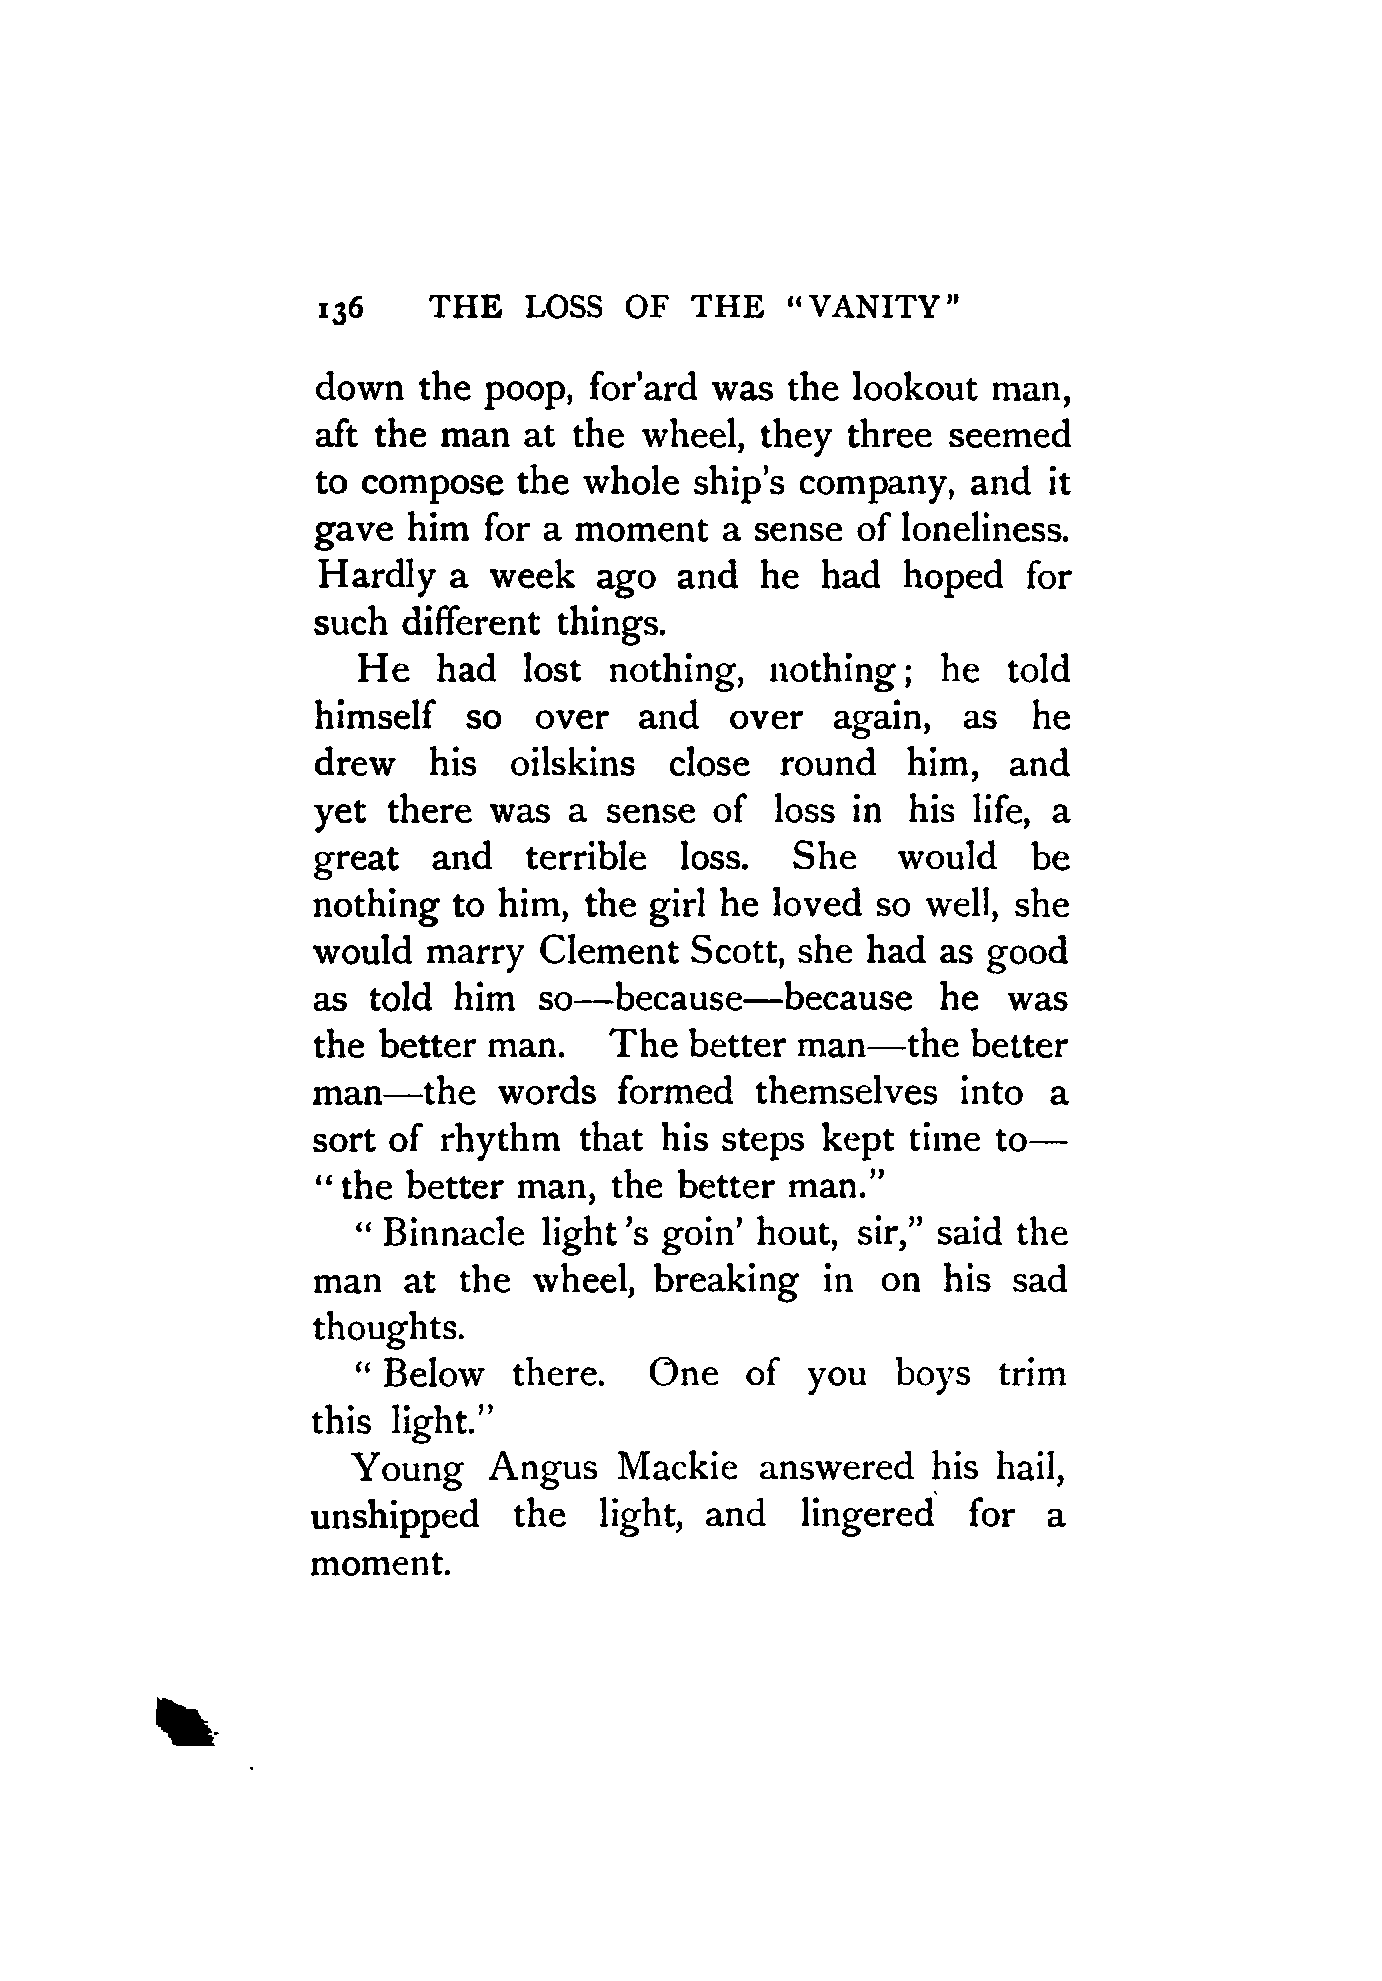 136 THE LOSS OF THE "VANITY"
down the poop, for'ard was the lookout man,
aft the man at the wheel, they three seemed
to compose the whole ship's company, and it
gave him for a moment a sense of loneliness.
Hardly a week ago and he had hoped for
such different things.
He had lost nothing, nothing; he told
himself so over and over again, as he
drew his oilskins close round him, and
yet there was a sense of loss in his life, a
great and terrible loss. She would be
nothing to him, the girl he loved so well, she
would marry Clement Scott, she had as good
as told him so—because—because he was
the better man. The better man—the better
man—the words formed themselves into a
sort of rhythm that his steps kept time to—
"the better man, the better man."
"Binnacle light's goin' hout, sir," said the
man at the wheel, breaking in on his sad
thoughts.
"Below there. One of you boys trim
this light."
Young Angus Mackie answered his hail,
unshipped the light, and lingered for a
moment.